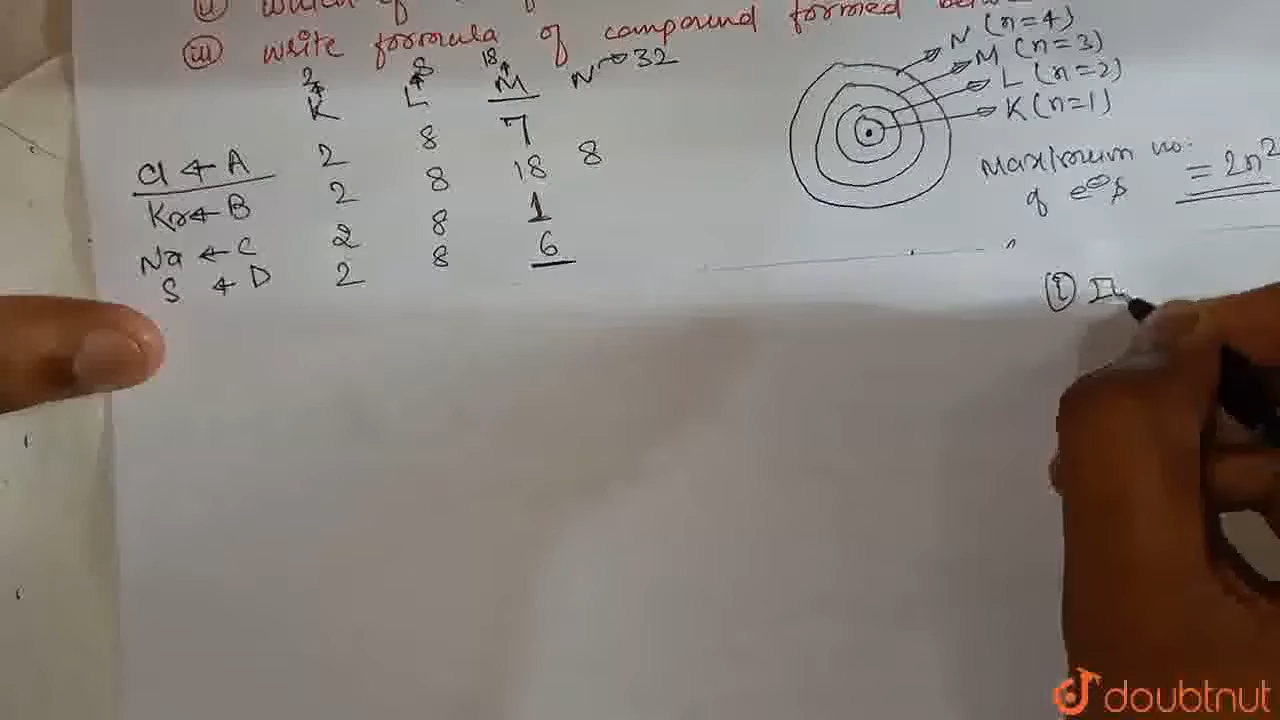 ii
iii write formula of compound formed
2 8 18
K L M N → 32
Cl ← A 2 8 7
Kr ← B 2 8 18 8
Na ← C 2 8 1
S ← D 2 8 6
N (n=4)
M (n=3)
L (n=2)
K (n=1)
Maximum no. = 2n²
of e⊖s
i
doubtnut